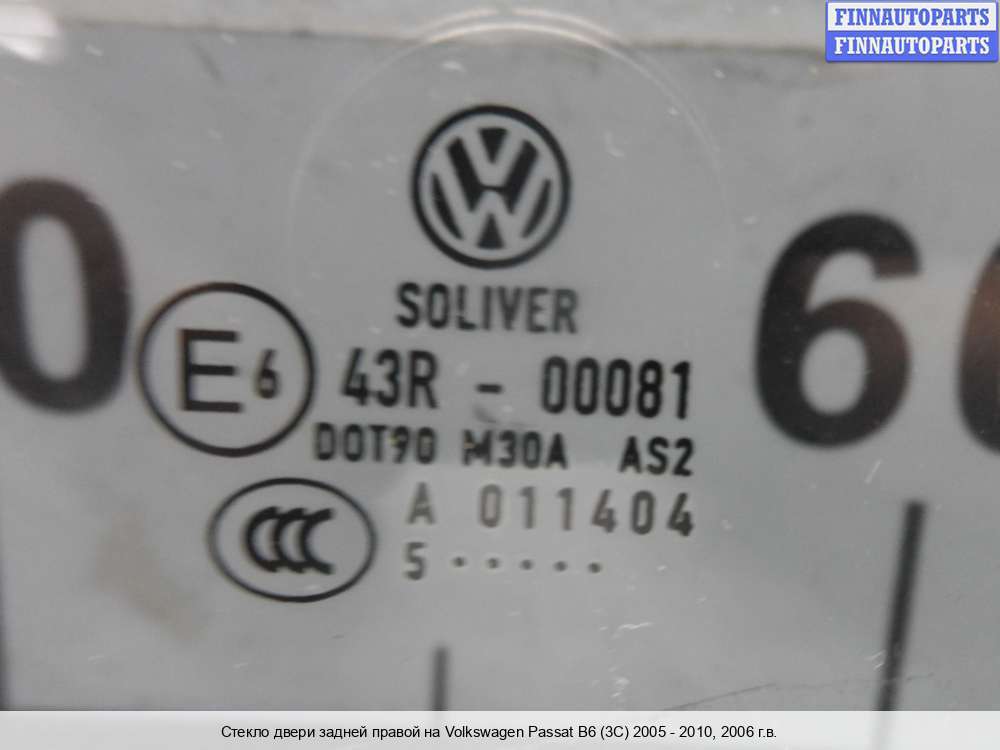 FINNAUTOPARTS
FINNAUTOPARTS
VW
SOLIVER
0
E6 43R - 00081
6
DOT90 M30A AS2
CCC
A 011404
5 • • • • •
Стекло двери задней правой на Volkswagen Passat B6 (3C) 2005 - 2010, 2006 г.в.